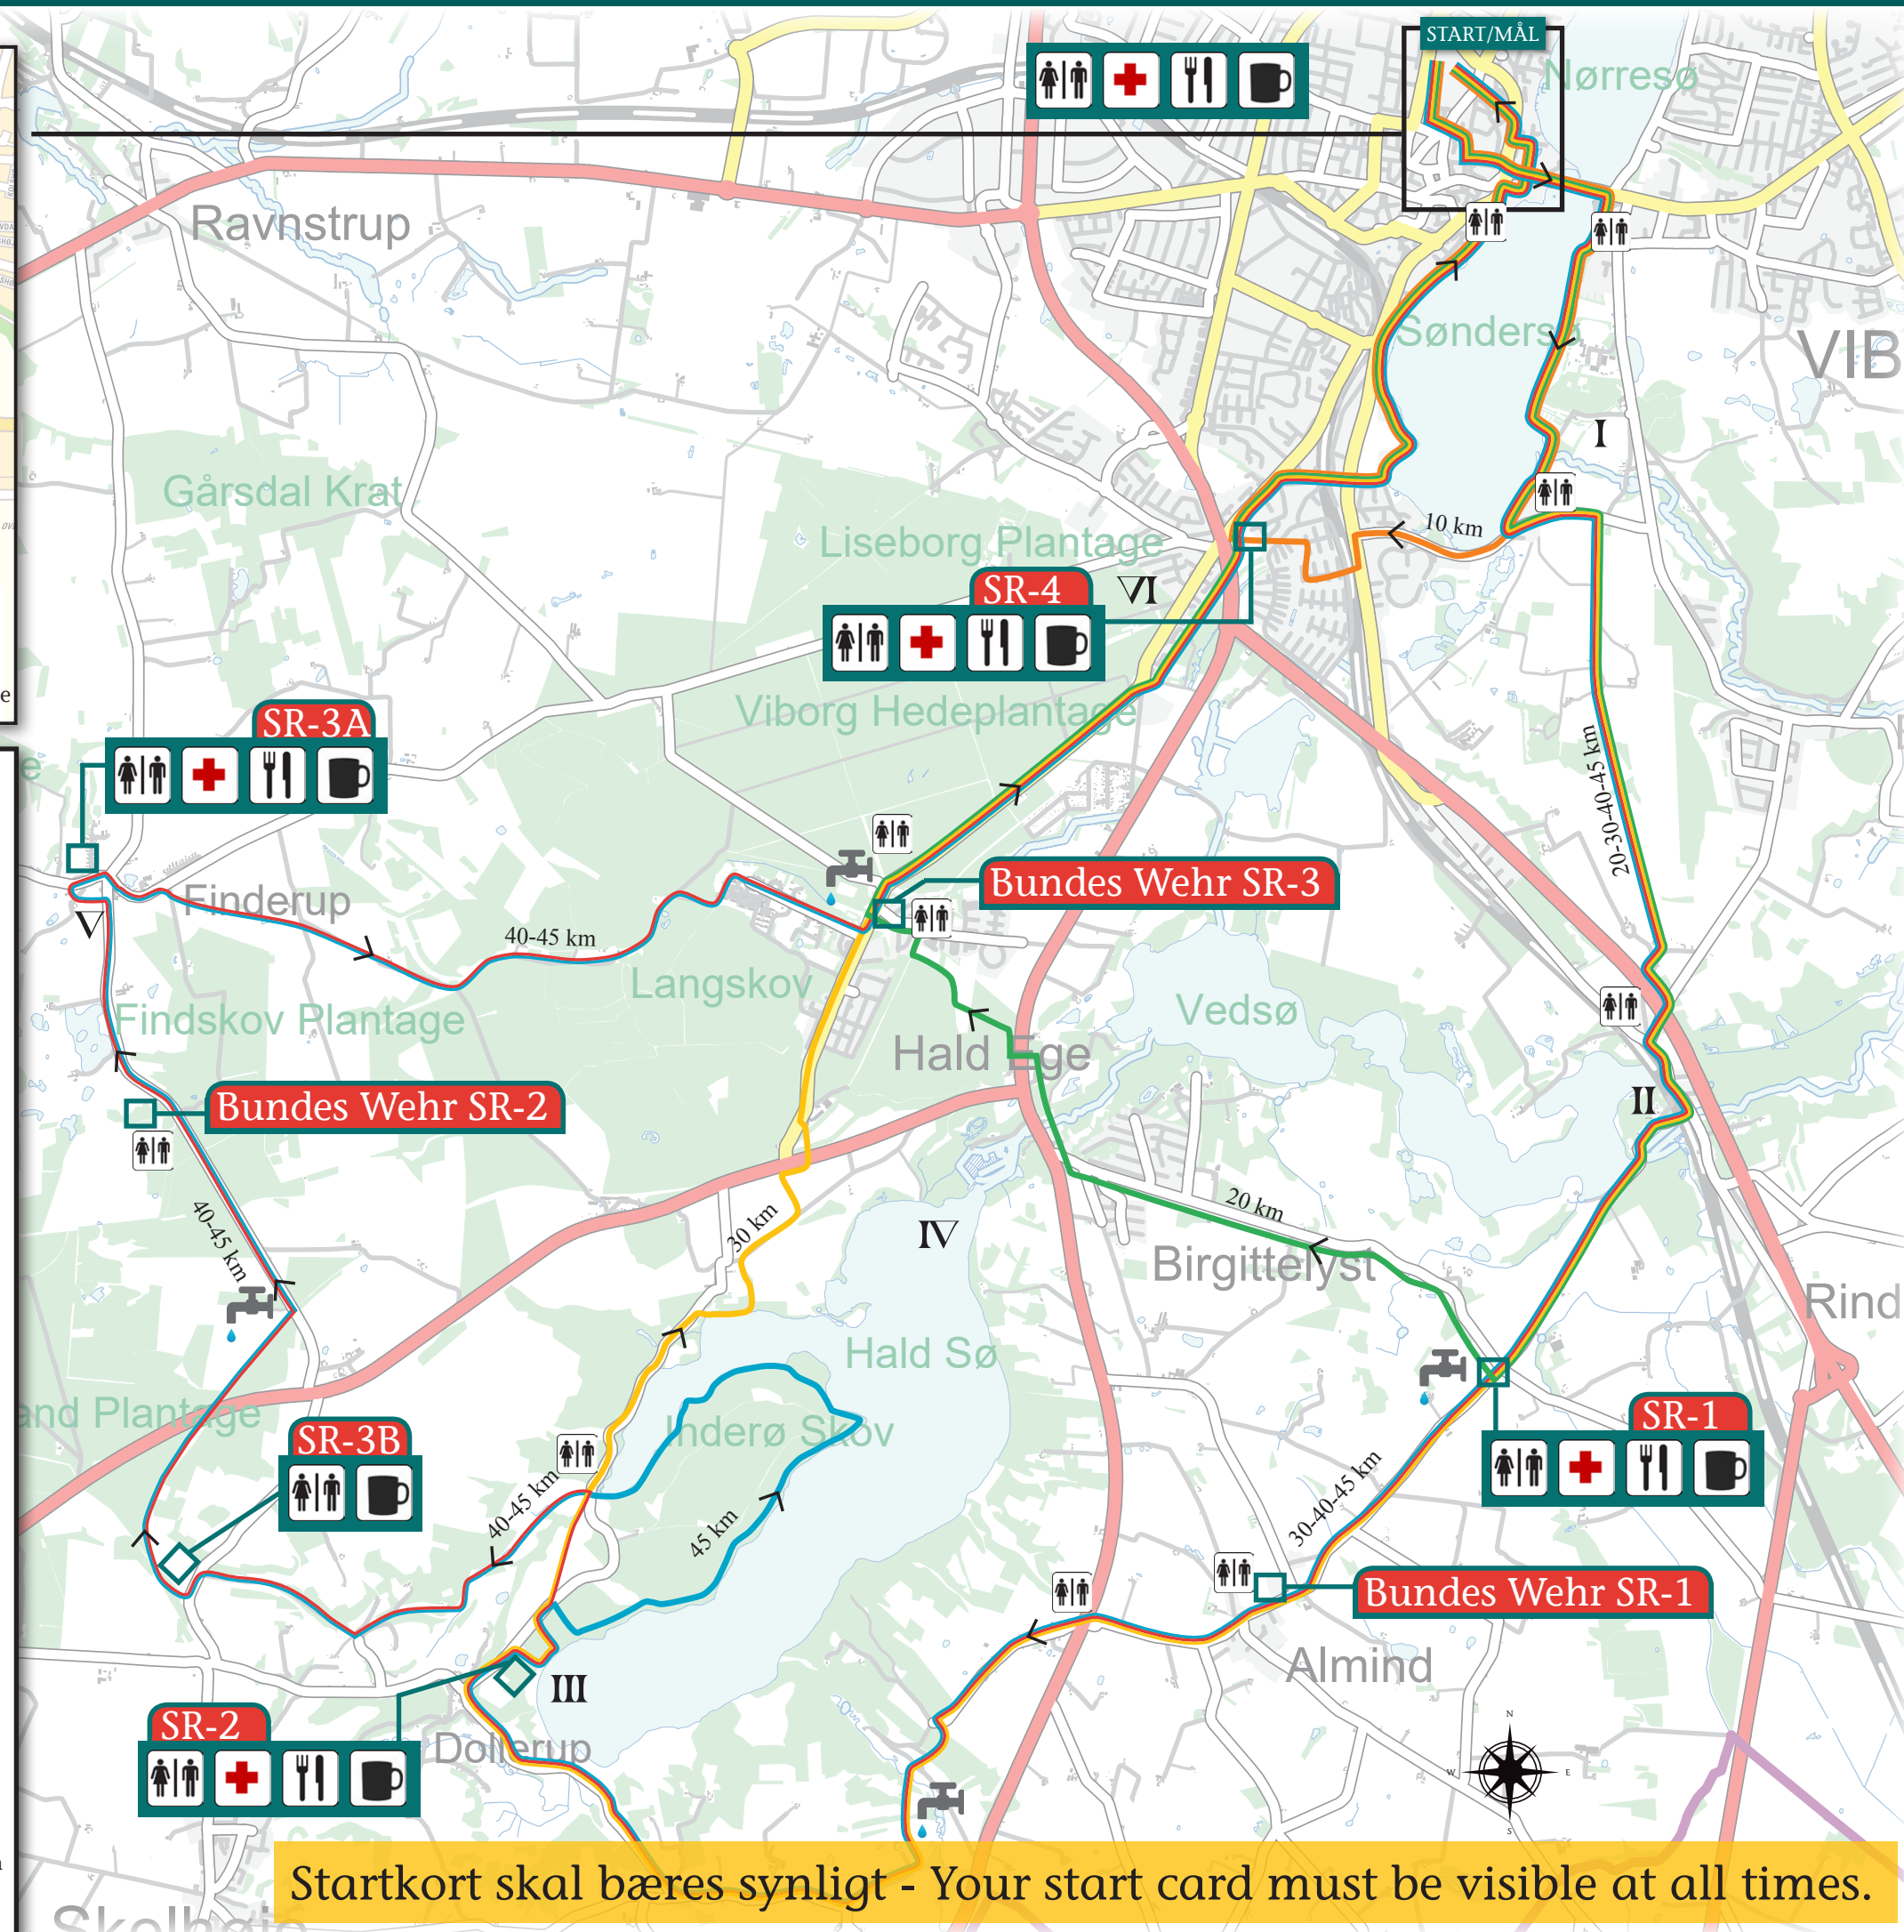 START/MÅL
Nørresø
Ravnstrup
Søndersø
VIB
I
Gårsdal Krat
10 km
Liseborg Plantage
SR-4
VI
Viborg Hedeplantage
SR-3A
20-30-40-45 km
Bundes Wehr SR-3
Finderup
V
40-45 km
Langskov
Findskov Plantage
Vedsø
Hald Ege
Bundes Wehr SR-2
II
40-45 km
20 km
30 km
IV
Birgittelyst
Rind
Hald Sø
and Plantage
Inderø Skov
SR-1
SR-3B
40-45 km
45 km
30-40-45 km
Bundes Wehr SR-1
Almind
III
SR-2
Dollerup
N
W
E
S
Startkort skal bæres synligt - Your start card must be visible at all times.